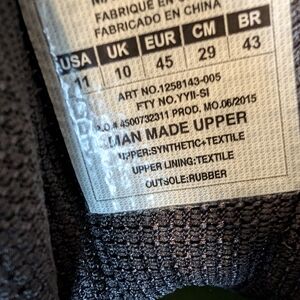 FABRIQUE EN C
FABRICADO EN CHINA
USA UK EUR CM BR
11 10 45 29 43
ART NO.1258143-005
FTY NO.YYII-SI
P.O # 4500732311 PROD. MO.06/2015
MAN MADE UPPER
UPPER:SYNTHETIC+TEXTILE
UPPER LINING:TEXTILE
OUTSOLE:RUBBER